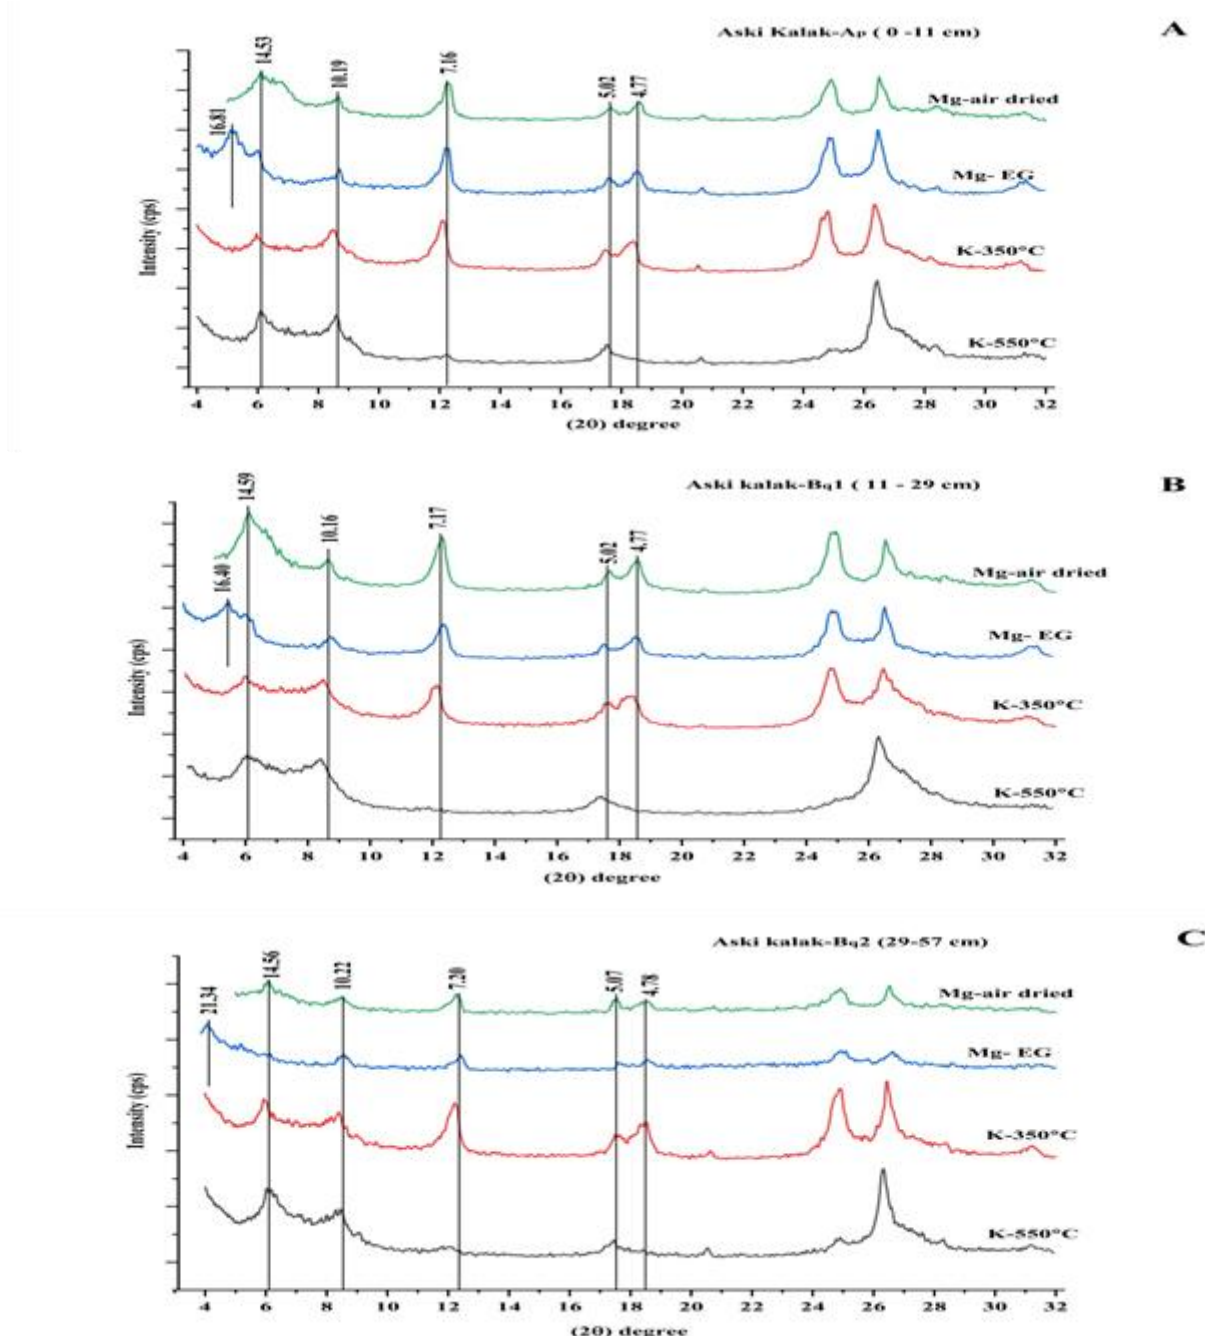 Aski Kalak-Ap ( 0 -11 cm)
A
14.53
10.19
7.16
5.02
4.77
16.81
Mg-air dried
Mg- EG
K-350°C
K-550°C
Intensity (cps)
4 6 8 10 12 14 16 18 20 22 24 26 28 30 32
(2θ) degree
Aski kalak-Bq1 ( 11 - 29 cm)
B
14.59
10.16
7.17
5.02
4.77
16.40
Mg-air dried
Mg- EG
K-350°C
K-550°C
Intensity (cps)
4 6 8 10 12 14 16 18 20 22 24 26 28 30 32
(2θ) degree
Aski kalak-Bq2 (29-57 cm)
C
21.34
14.56
10.22
7.20
5.07
4.78
Mg-air dried
Mg- EG
K-350°C
K-550°C
Intensity (cps)
4 6 8 10 12 14 16 18 20 22 24 26 28 30 32
(2θ) degree